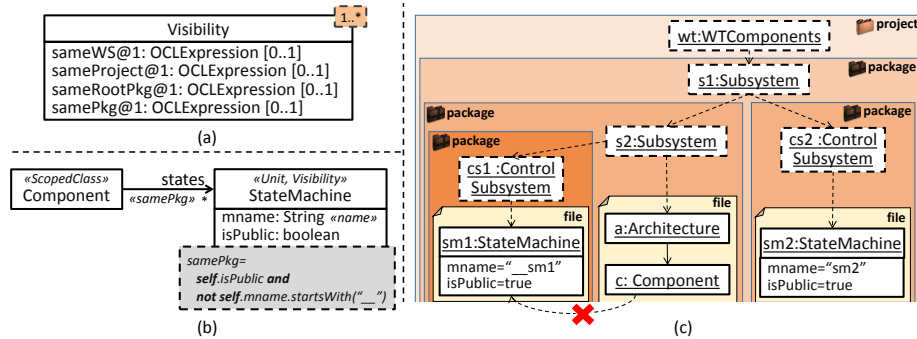 1..*
Visibility
sameWS@1: OCLExpression [0..1]
sameProject@1: OCLExpression [0..1]
sameRootPkg@1: OCLExpression [0..1]
samePkg@1: OCLExpression [0..1]
(a)
«ScopedClass»
Component
states
«samePkg» *
«Unit, Visibility»
StateMachine
mname: String «name»
isPublic: boolean
samePkg=
self.isPublic and
not self.mname.startsWith("__")
(b)
project
wt:WTComponents
package
s1:Subsystem
package
package
package
s2:Subsystem
cs1 :Control
Subsystem
cs2 :Control
Subsystem
file
sm1:StateMachine
mname="__sm1"
isPublic=true
file
a:Architecture
c: Component
file
sm2:StateMachine
mname="sm2"
isPublic=true
(c)